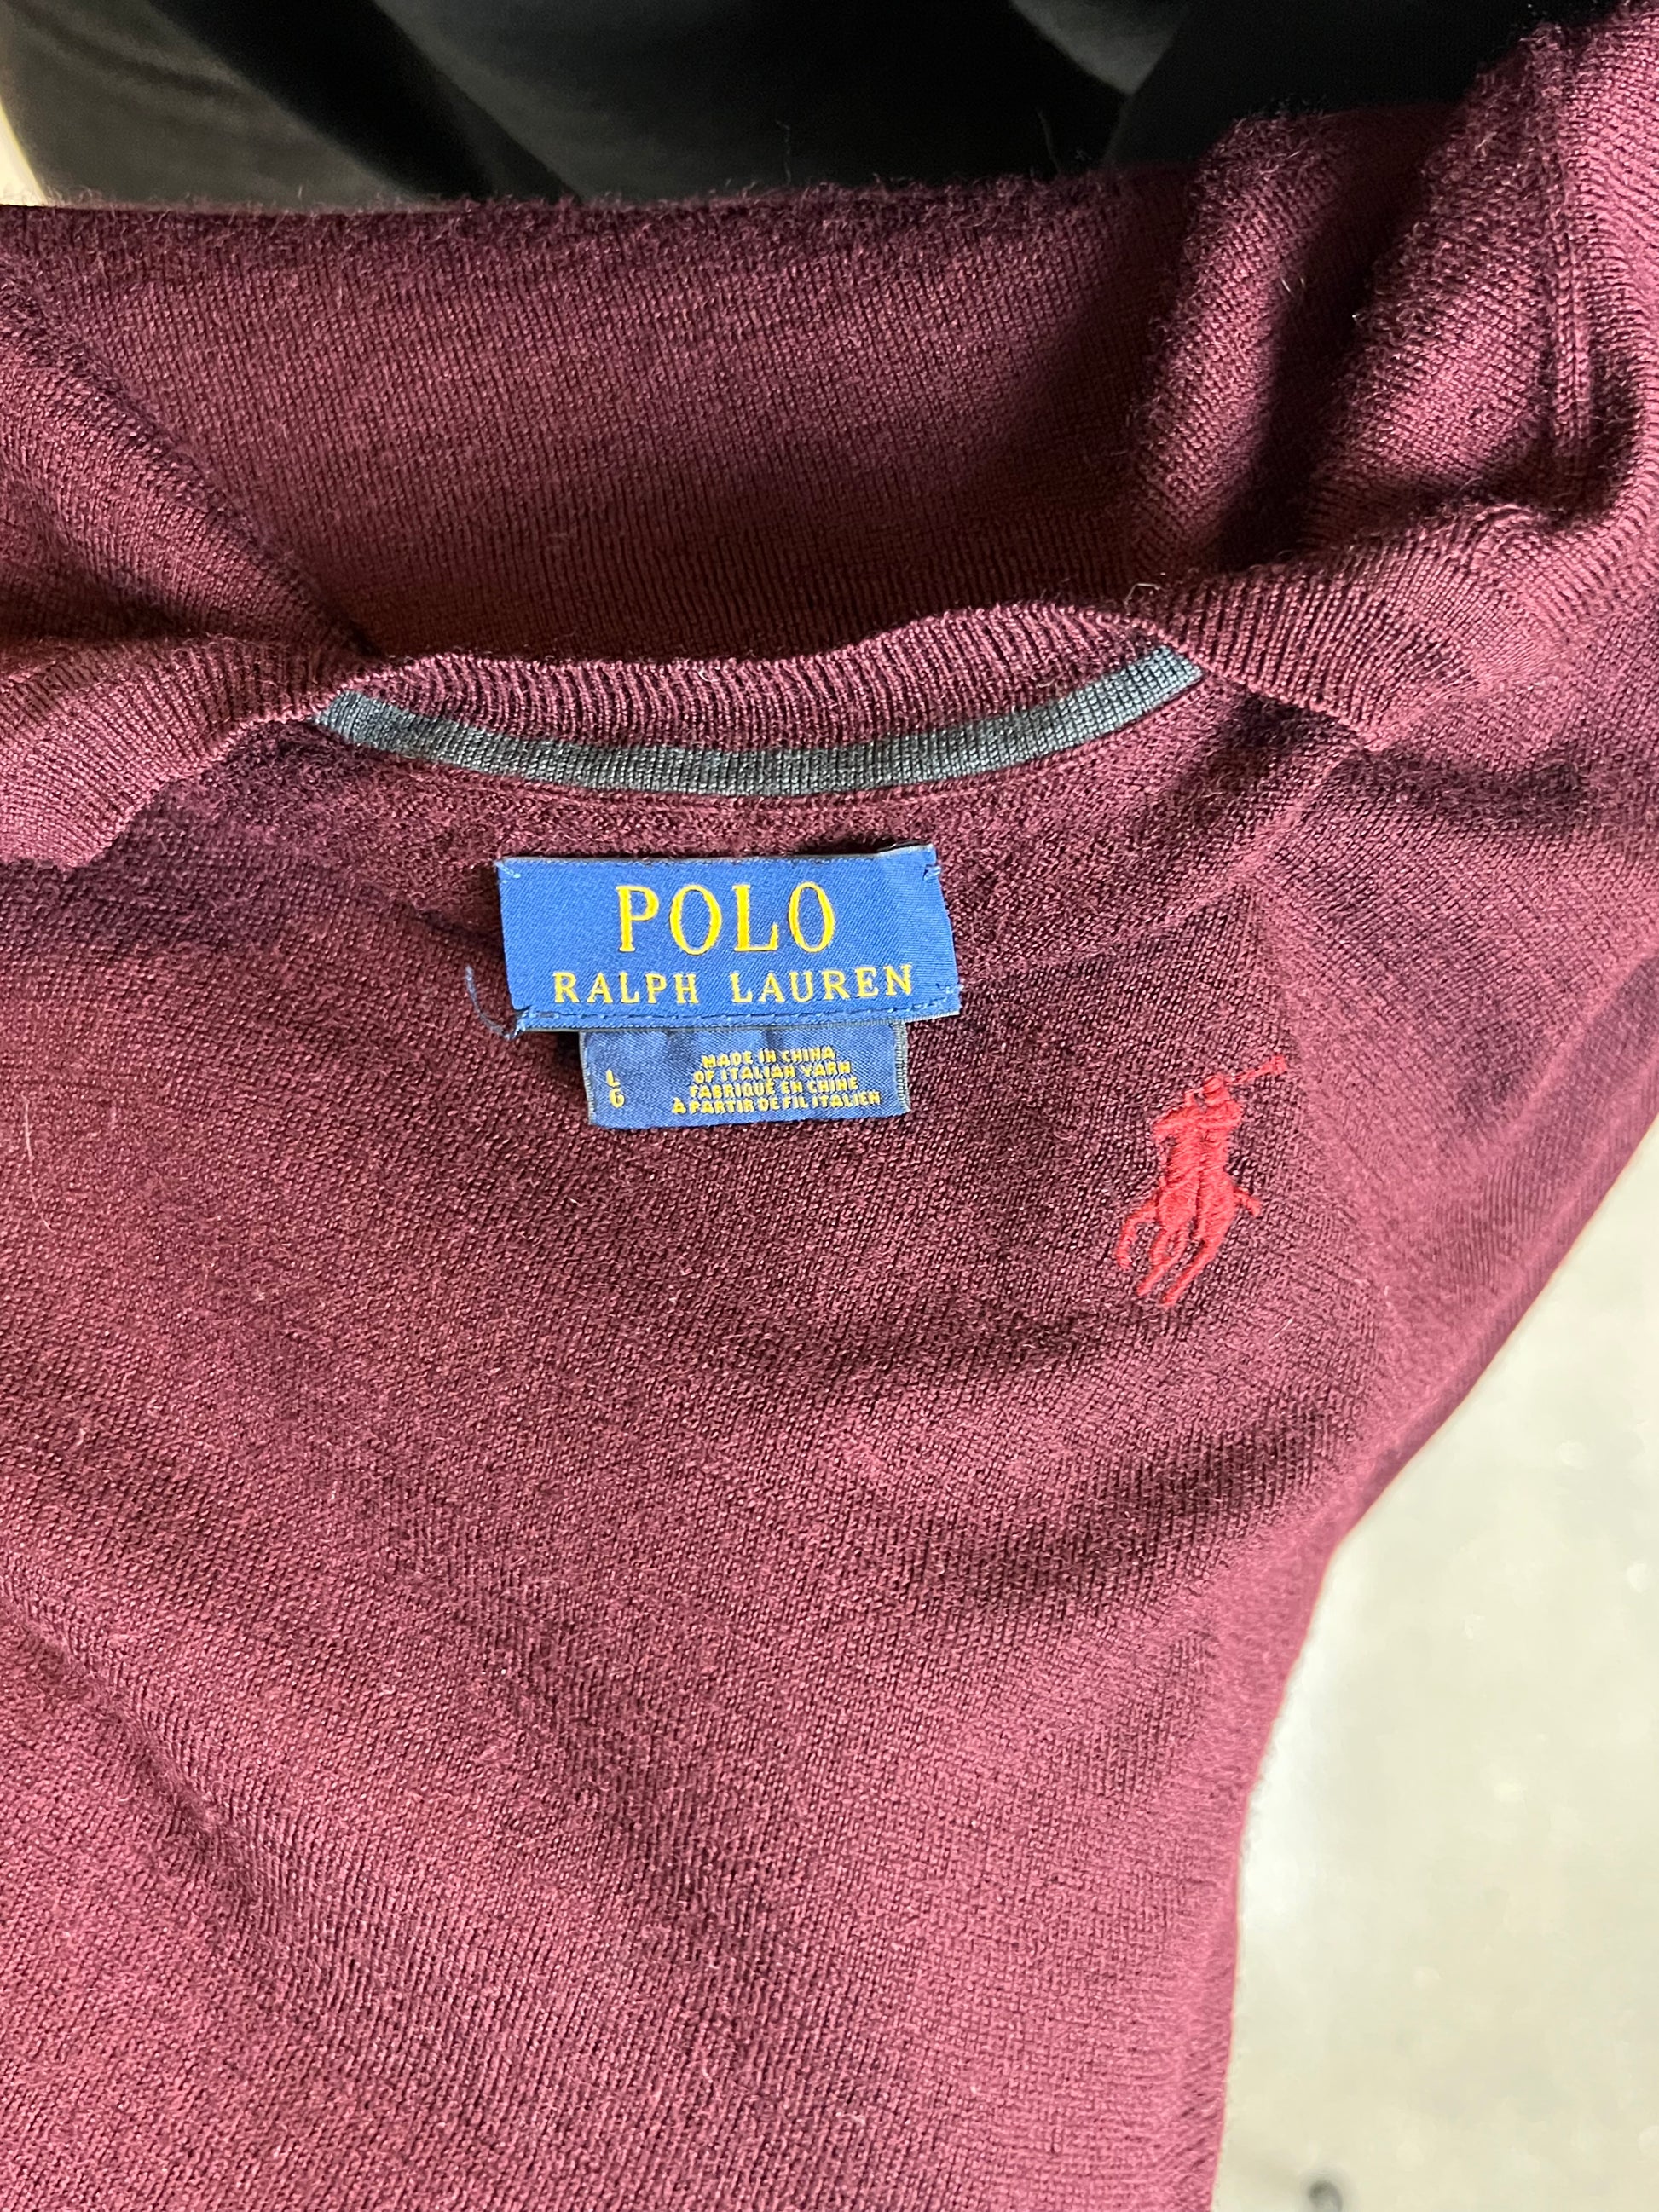 POLO
RALPH LAUREN
L
G
MADE IN CHINA
OF ITALIAN YARN
FABRIQUÉ EN CHINE
À PARTIR DE FIL ITALIEN